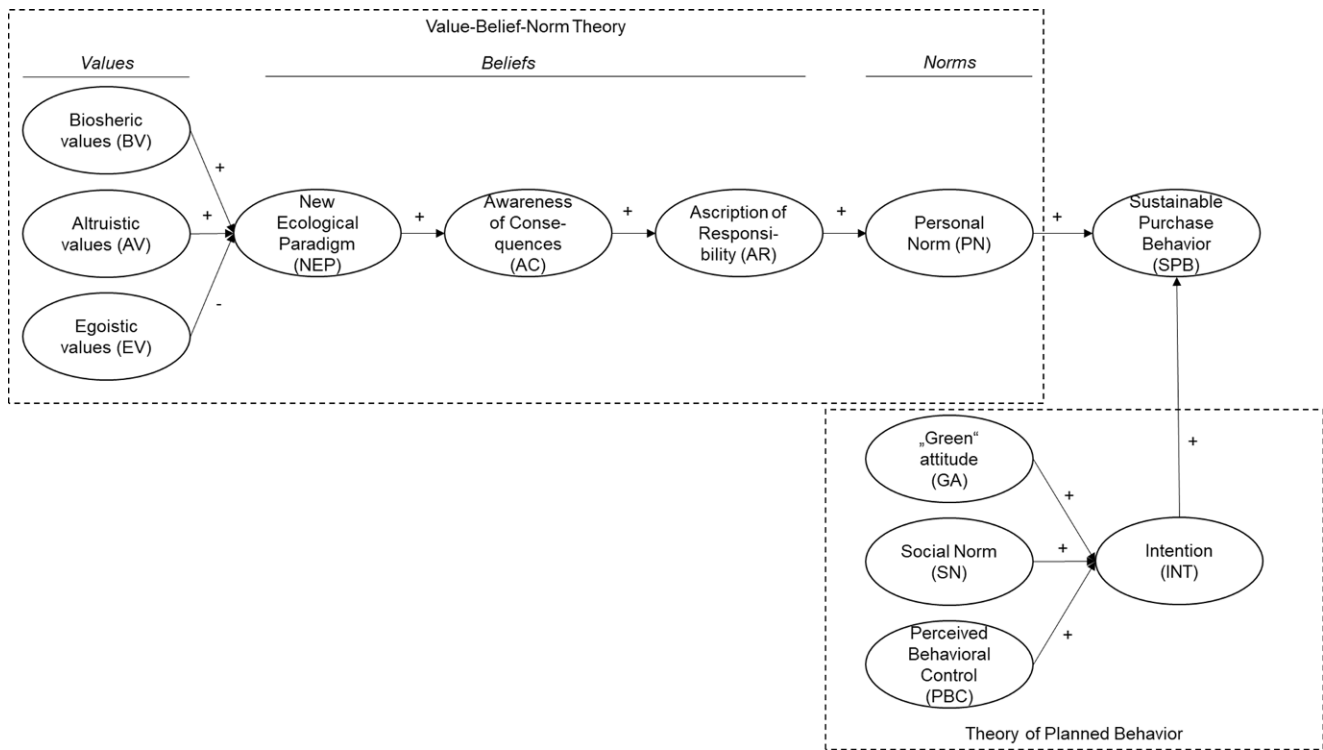 Value-Belief-Norm Theory
Values
Beliefs
Norms
Biosheric
values (BV)
+
Altruistic
values (AV)
+
Egoistic
values (EV)
-
New
Ecological
Paradigm
(NEP)
+
Awareness
of Conse-
quences
(AC)
+
Ascription of
Responsi-
bility (AR)
+
Personal
Norm (PN)
+
Sustainable
Purchase
Behavior
(SPB)
+
„Green“
attitude
(GA)
+
Social Norm
(SN)
+
Perceived
Behavioral
Control
(PBC)
+
Intention
(INT)
Theory of Planned Behavior